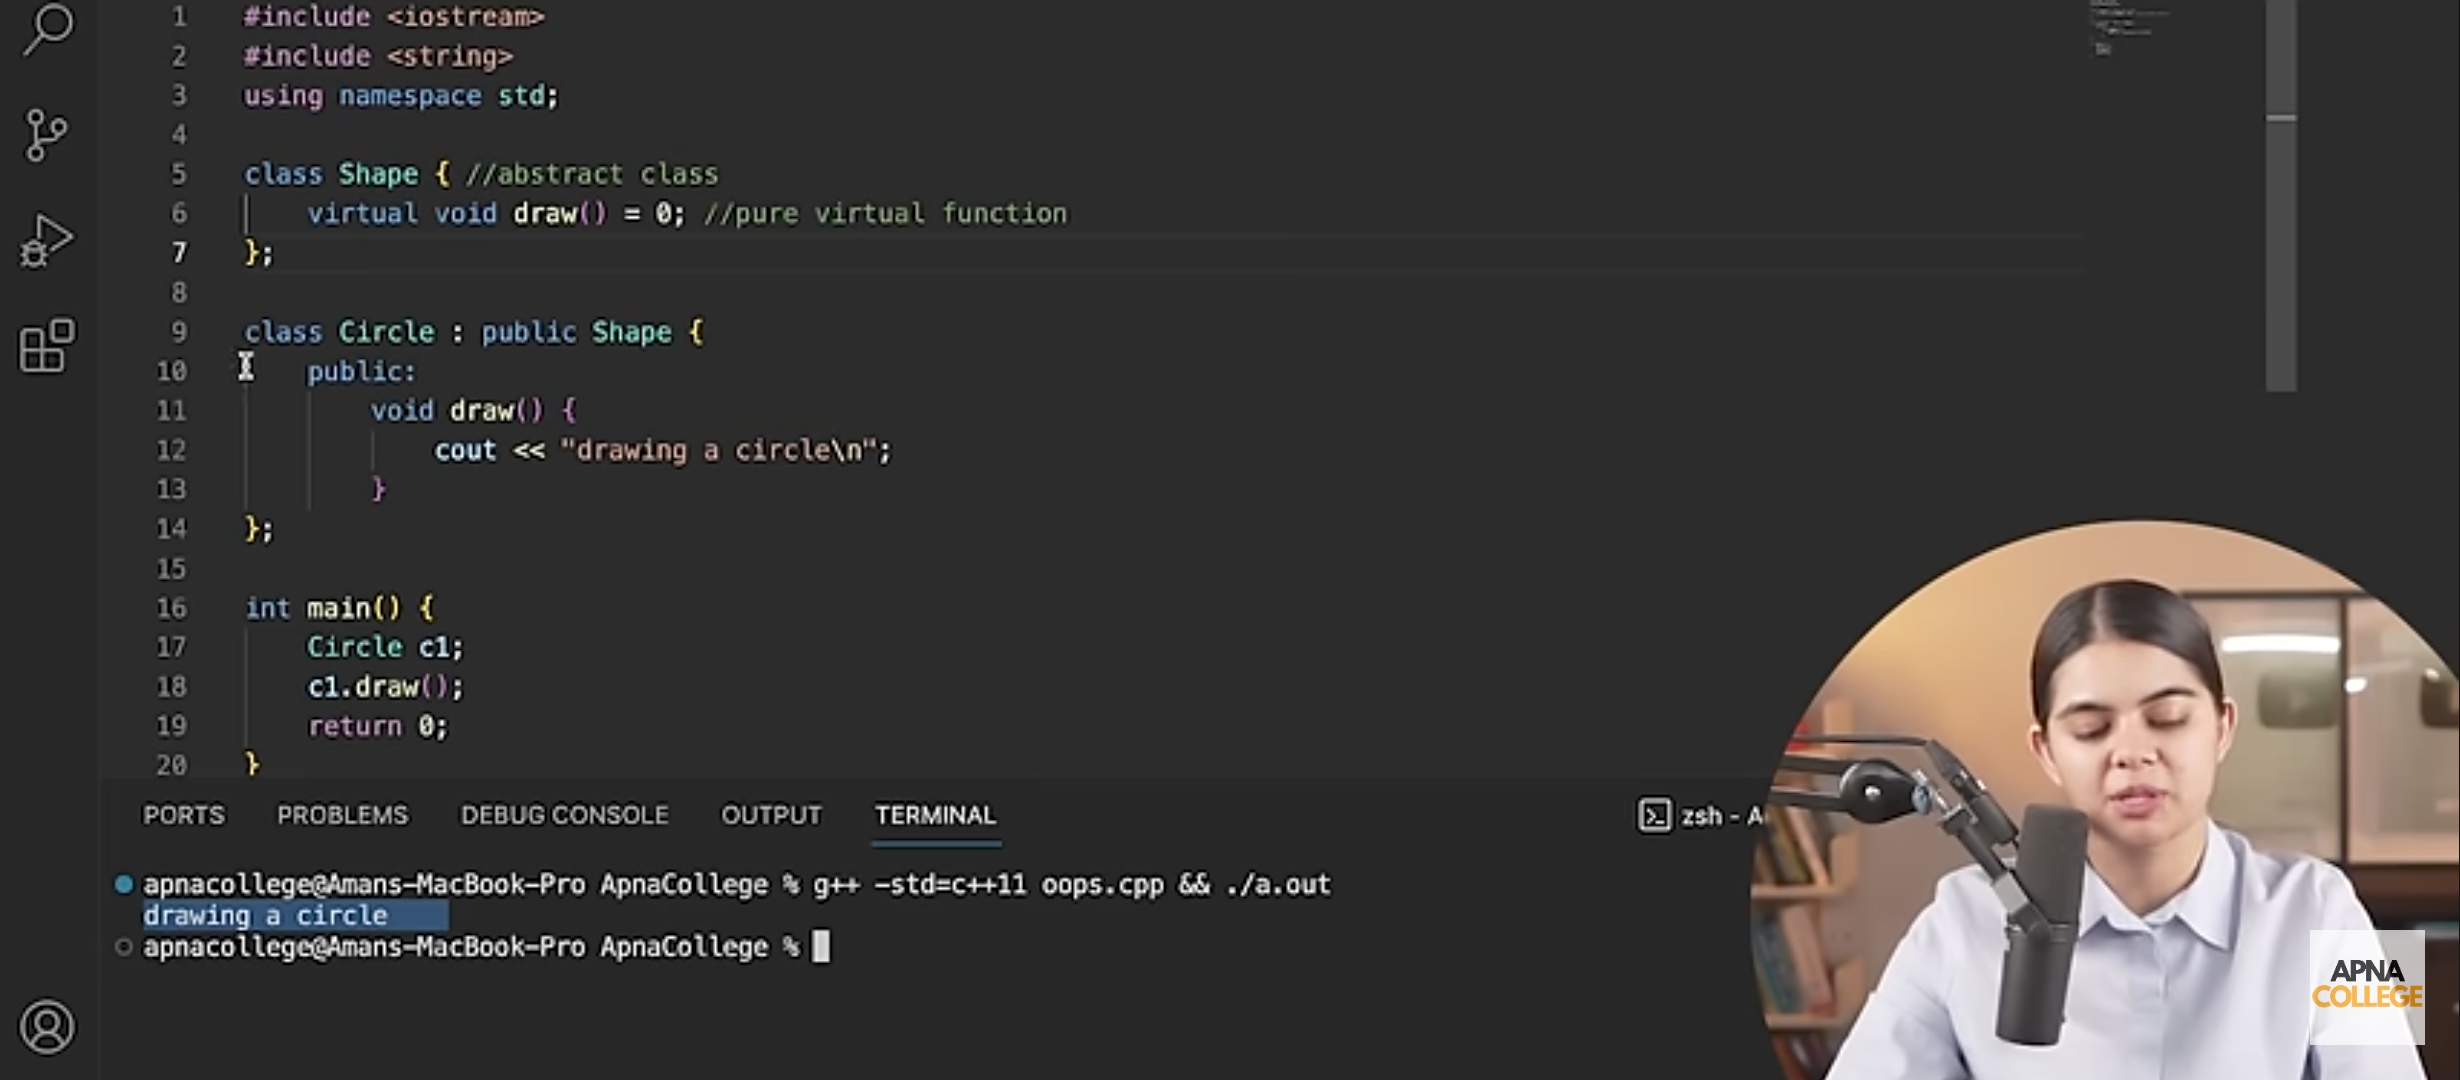 1 #include <iostream>
2 #include <string>
3 using namespace std;
4
5 class Shape { //abstract class
6 virtual void draw() = 0; //pure virtual function
7 };
8
9 class Circle : public Shape {
10 public:
11 void draw() {
12 cout << "drawing a circle\n";
13 }
14 };
15
16 int main() {
17 Circle c1;
18 c1.draw();
19 return 0;
20 }
PORTS PROBLEMS DEBUG CONSOLE OUTPUT TERMINAL zsh - A
apnacollege@Amans-MacBook-Pro ApnaCollege % g++ -std=c++11 oops.cpp && ./a.out
drawing a circle
apnacollege@Amans-MacBook-Pro ApnaCollege %
APNA
COLLEGE